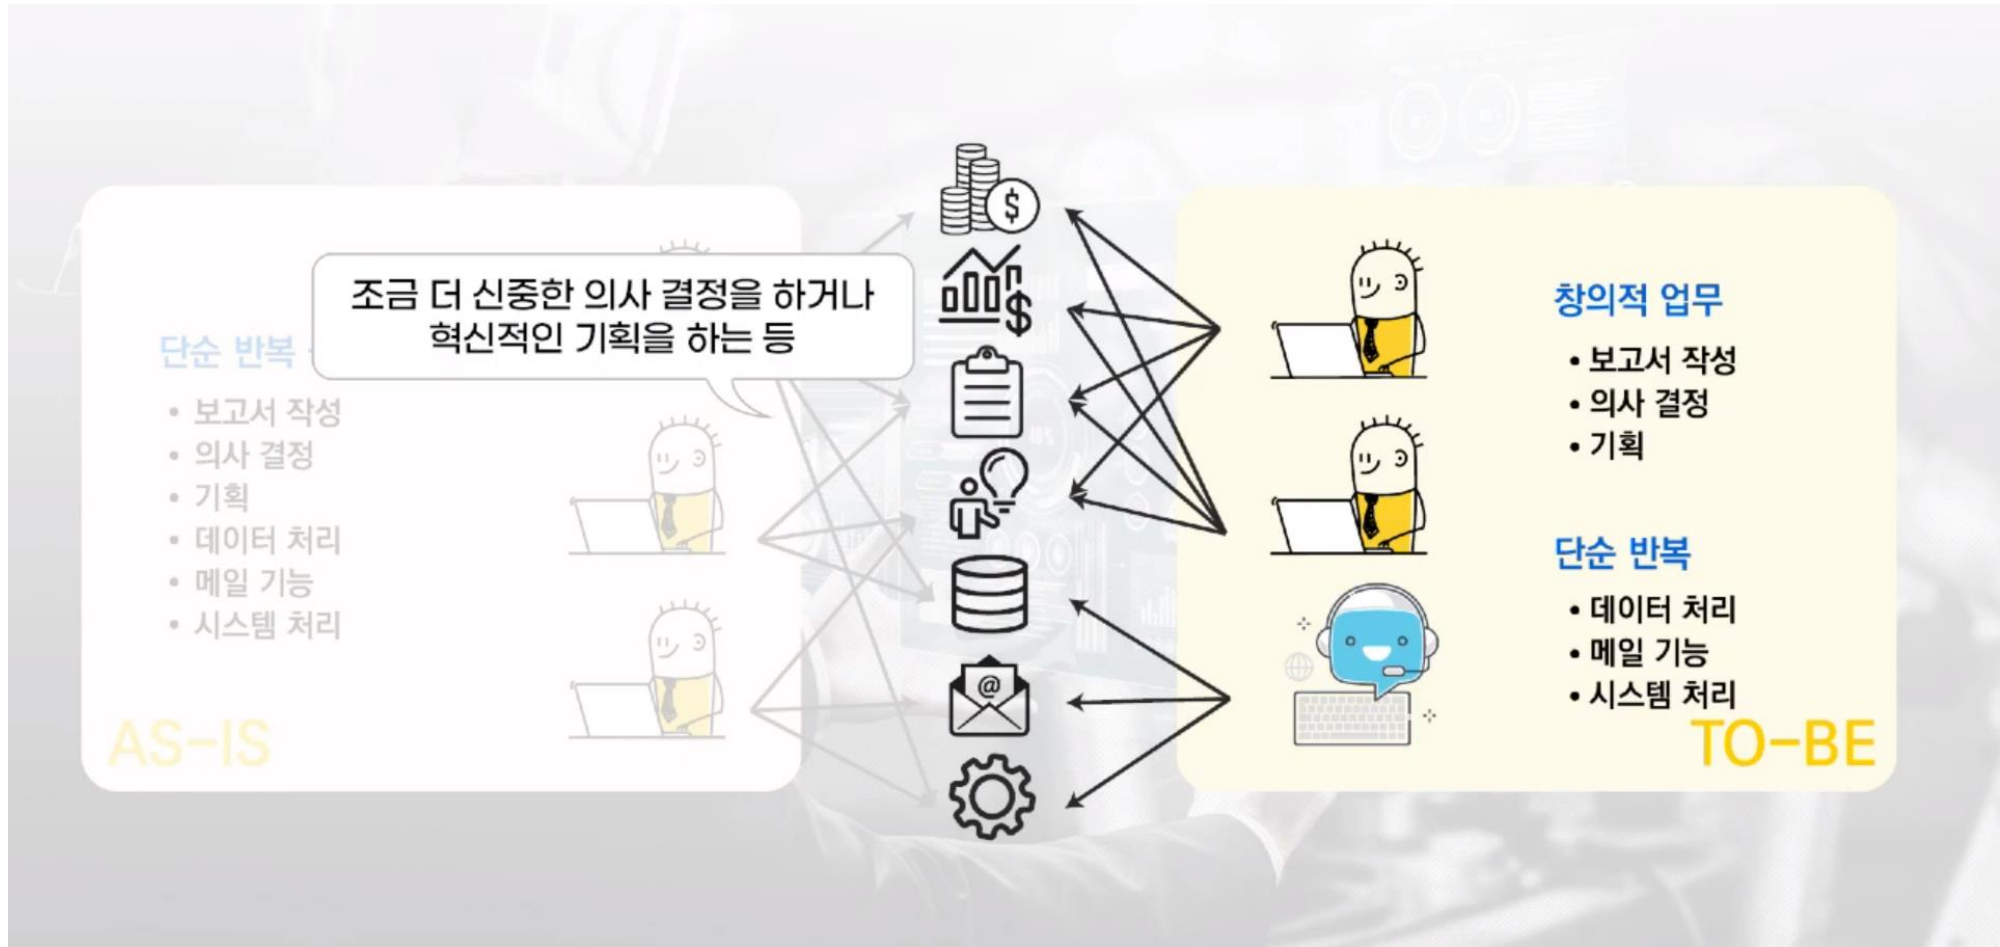 조금 더 신중한 의사 결정을 하거나
혁신적인 기획을 하는 등
단순 반복
• 보고서 작성
• 의사 결정
• 기획
• 데이터 처리
• 메일 기능
• 시스템 처리
AS-IS
$
$
@
창의적 업무
• 보고서 작성
• 의사 결정
• 기획
단순 반복
• 데이터 처리
• 메일 기능
• 시스템 처리
TO-BE